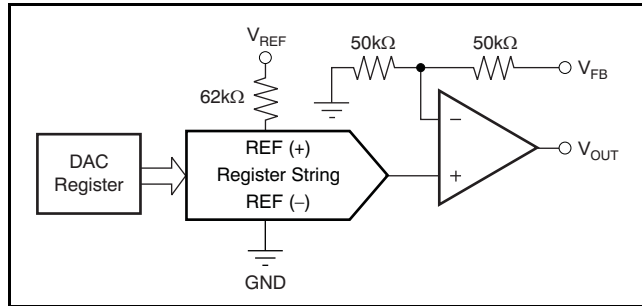 V_REF
50kΩ
50kΩ
V_FB
62kΩ
DAC
Register
REF (+)
Register String
REF (−)
−
+
V_OUT
GND